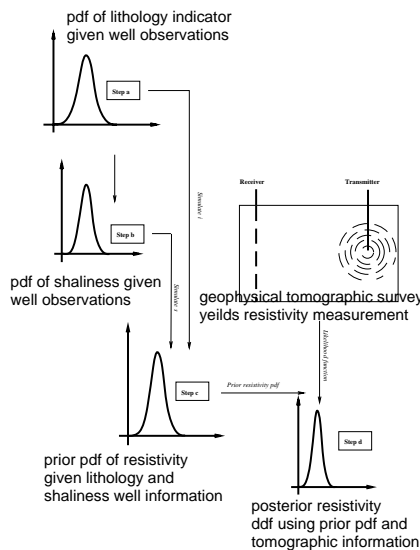 pdf of lithology indicator
given well observations
Step a
Simulate i
Step b
pdf of shaliness given
well observations
Simulate s
Receiver
Transmitter
geophysical tomographic survey
yeilds resistivity measurement
Likelihood function
Step c
Prior resistivity pdf
prior pdf of resistivity
given lithology and
shaliness well information
Step d
posterior resistivity
ddf using prior pdf and
tomographic information